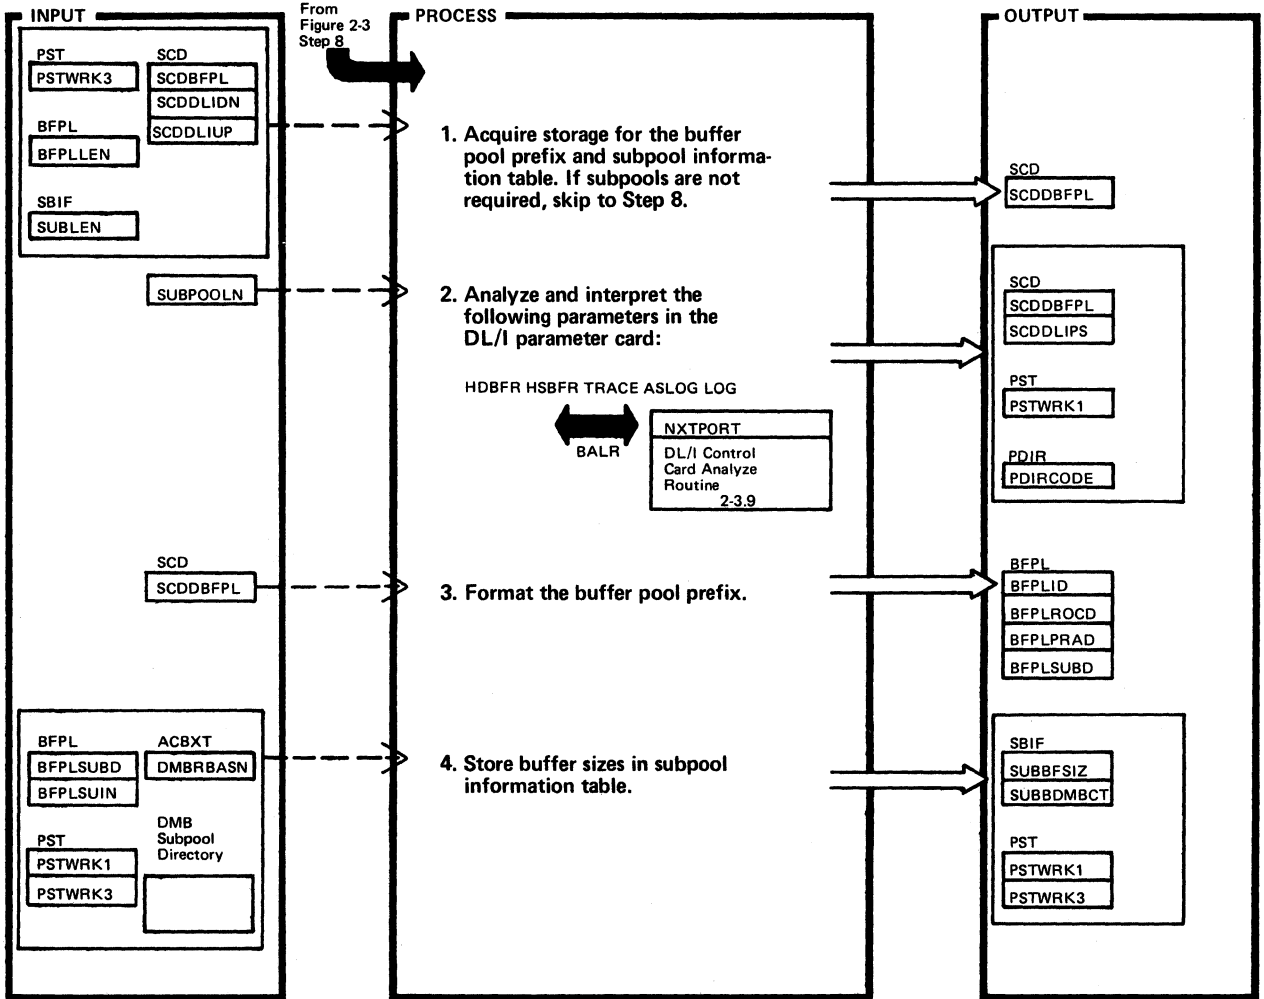 INPUT
From
Figure 2-3
Step 8
PROCESS
OUTPUT
PST
PSTWRK3
SCD
SCDBFPL
SCDDLIDN
SCDDLIUP
BFPL
BFPLLEN
SBIF
SUBLEN
1. Acquire storage for the buffer
pool prefix and subpool informa-
tion table. If subpools are not
required, skip to Step 8.
SCD
SCDDBFPL
SUBPOOLN
2. Analyze and interpret the
following parameters in the
DL/I parameter card:
HDBFR HSBFR TRACE ASLOG LOG
BALR
NXTPORT
DL/I Control
Card Analyze
Routine
2-3.9
SCD
SCDDBFPL
SCDDLIPS
PST
PSTWRK1
PDIR
PDIRCODE
SCD
SCDDBFPL
3. Format the buffer pool prefix.
BFPL
BFPLID
BFPLROCD
BFPLPRAD
BFPLSUBD
BFPL
BFPLSUBD
BFPLSUIN
ACBXT
DMBRBASN
PST
PSTWRK1
PSTWRK3
DMB
Subpool
Directory
4. Store buffer sizes in subpool
information table.
SBIF
SUBBFSIZ
SUBBDMBCT
PST
PSTWRK1
PSTWRK3